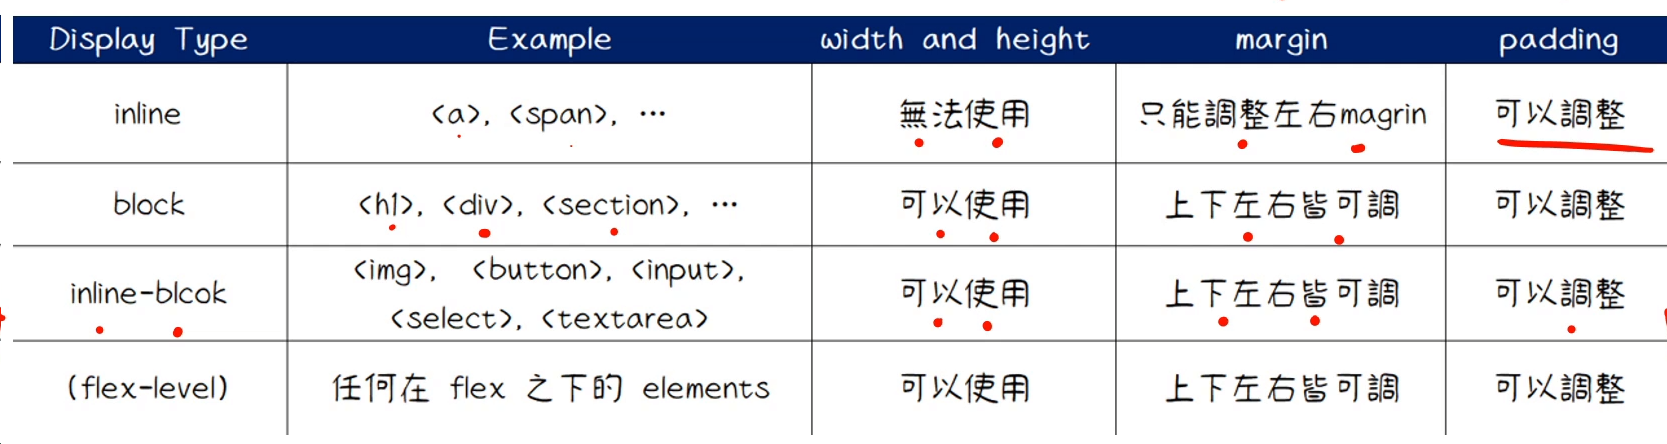 Display Type Example width and height margin padding
inline <a>, <span>, … 無法使用 只能調整左右magrin 可以調整
block <h1>, <div>, <section>, … 可以使用 上下左右皆可調 可以調整
<img>, <button>, <input>,
inline-blcok 可以使用 上下左右皆可調 可以調整
<select>, <textarea>
(flex-level) 任何在 flex 之下的 elements 可以使用 上下左右皆可調 可以調整